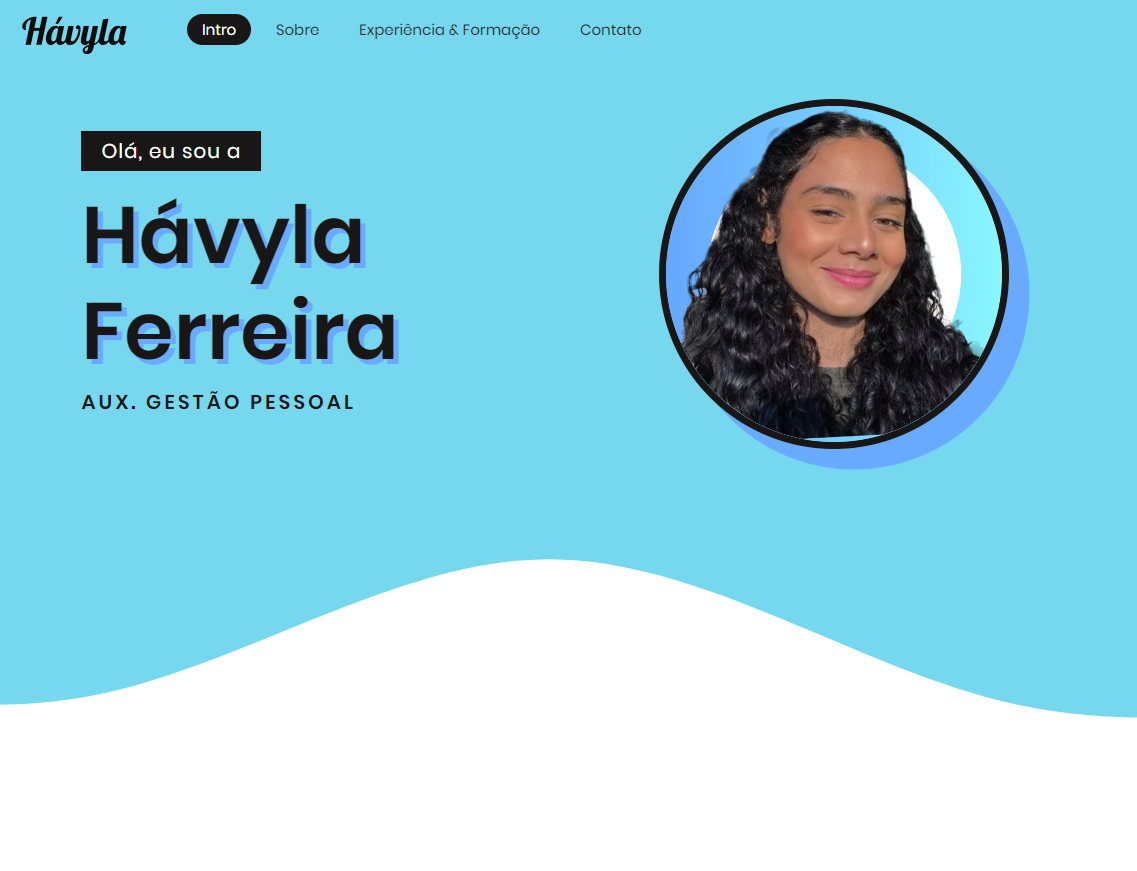 Hávyla
Intro Sobre Experiência & Formação Contato
Olá, eu sou a
Hávyla
Ferreira
AUX. GESTÃO PESSOAL